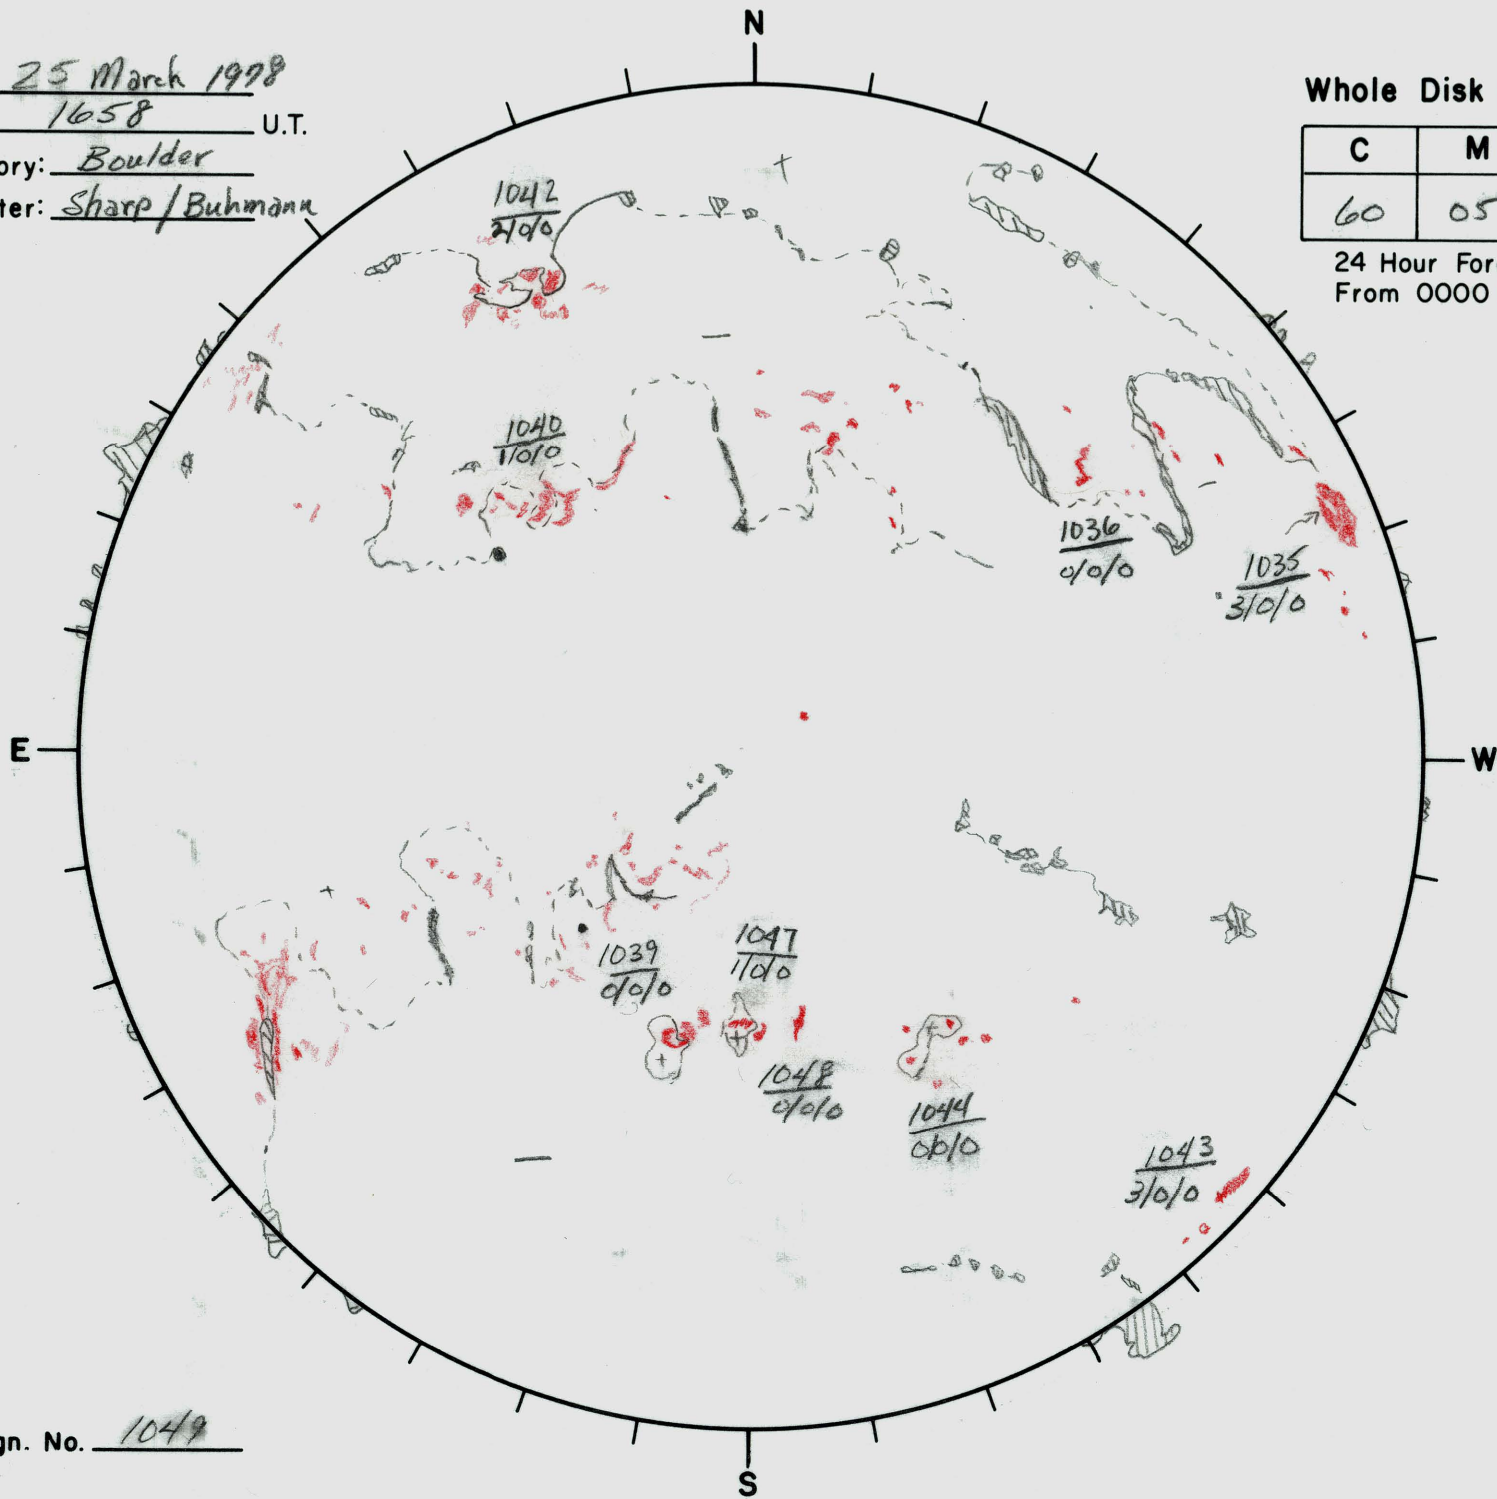 N
25 March 1978
1658 U.T.
ory: Boulder
ter: Sharp/Buhmann
Whole Disk
C M
60 05
24 Hour For
From 0000
1042
2/0/0
1040
1/0/0
1036
0/0/0
1035
3/0/0
E
W
1039
0/0/0
1047
1/0/0
1048
0/0/0
1044
0/0/0
1043
3/0/0
gn. No. 1049
S